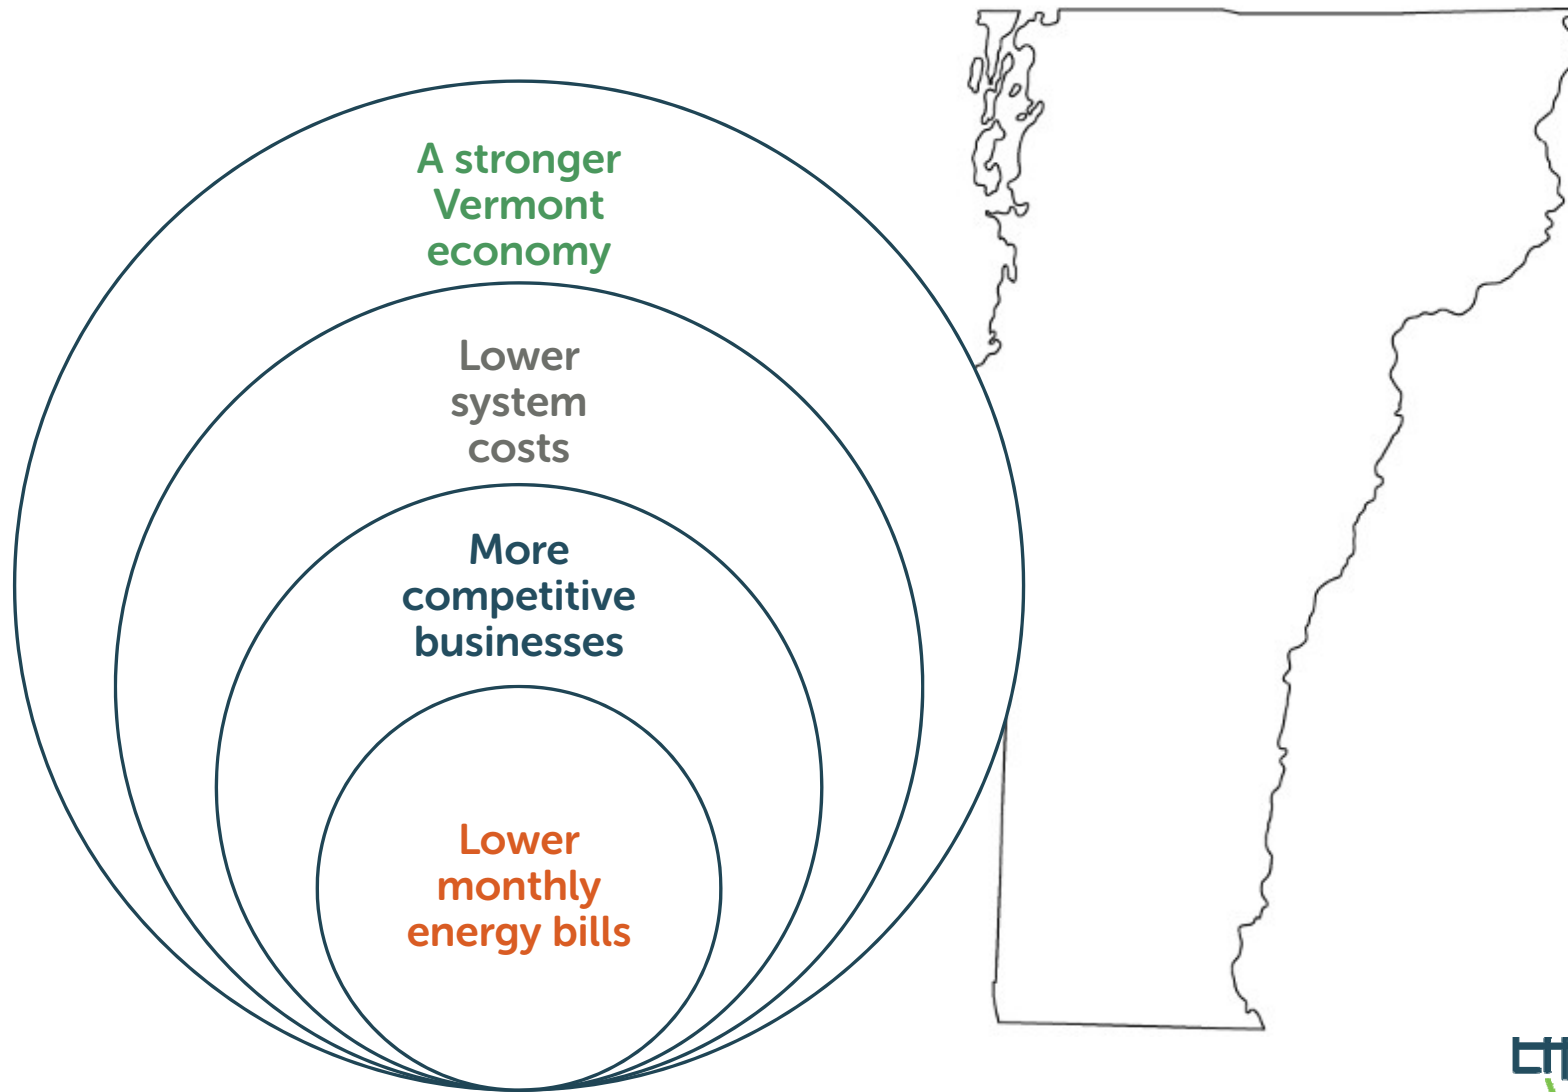 A stronger
Vermont
economy
Lower
system
costs
More
competitive
businesses
Lower
monthly
energy bills